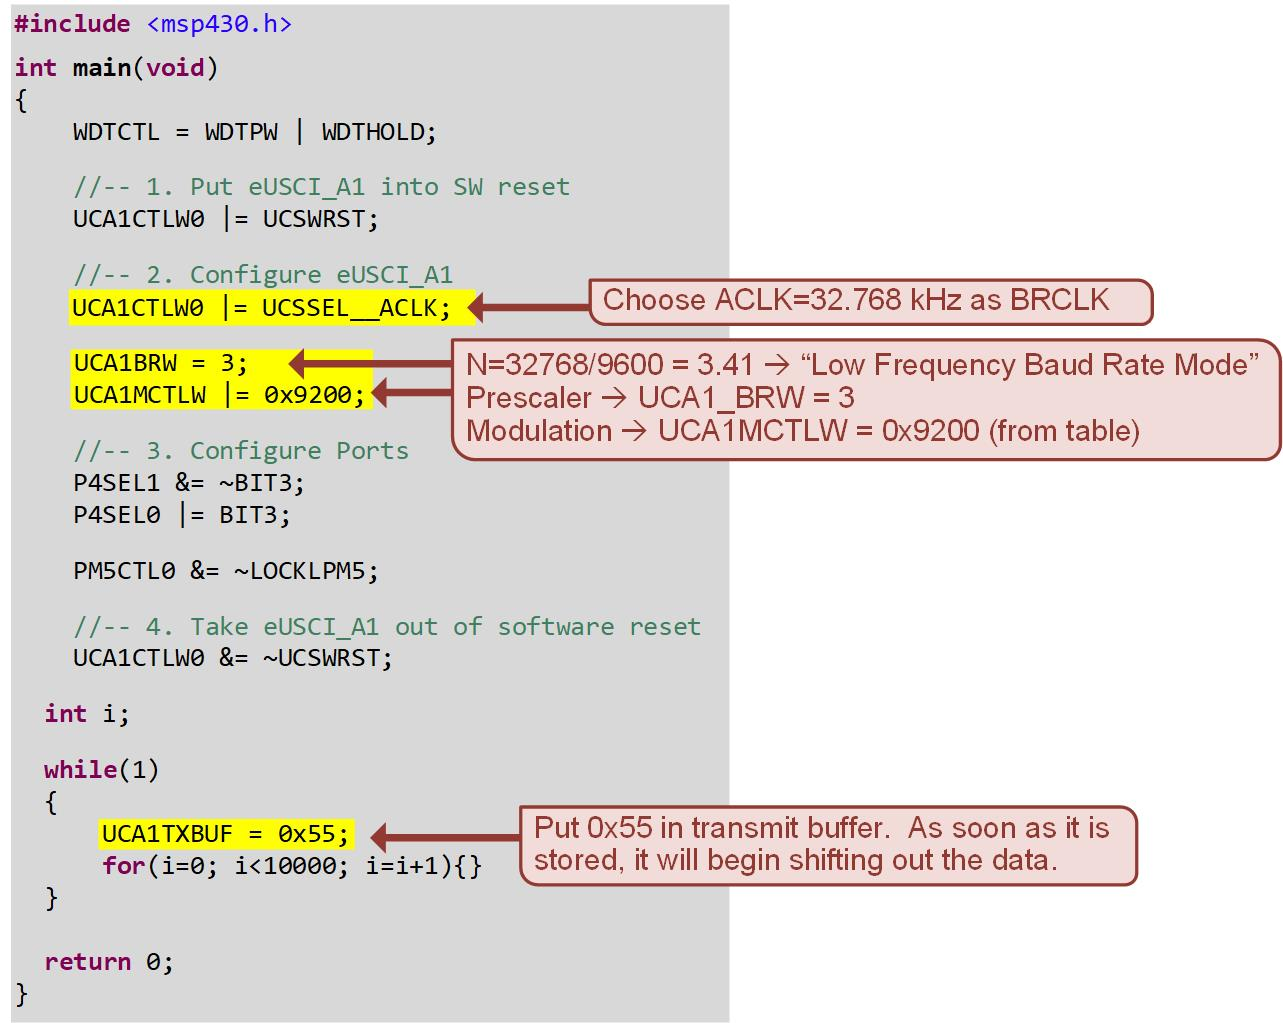 #include <msp430.h>
int main(void)
{
WDTCTL = WDTPW | WDTHOLD;
//-- 1. Put eUSCI_A1 into SW reset
UCA1CTLW0 |= UCSWRST;
//-- 2. Configure eUSCI_A1
UCA1CTLW0 |= UCSSEL__ACLK;
Choose ACLK=32.768 kHz as BRCLK
UCA1BRW = 3;
UCA1MCTLW |= 0x9200;
N=32768/9600 = 3.41 → “Low Frequency Baud Rate Mode”
Prescaler → UCA1_BRW = 3
Modulation → UCA1MCTLW = 0x9200 (from table)
//-- 3. Configure Ports
P4SEL1 &= ~BIT3;
P4SEL0 |= BIT3;
PM5CTL0 &= ~LOCKLPM5;
//-- 4. Take eUSCI_A1 out of software reset
UCA1CTLW0 &= ~UCSWRST;
int i;
while(1)
{
UCA1TXBUF = 0x55;
for(i=0; i<10000; i=i+1){}
Put 0x55 in transmit buffer.  As soon as it is
stored, it will begin shifting out the data.
}
return 0;
}